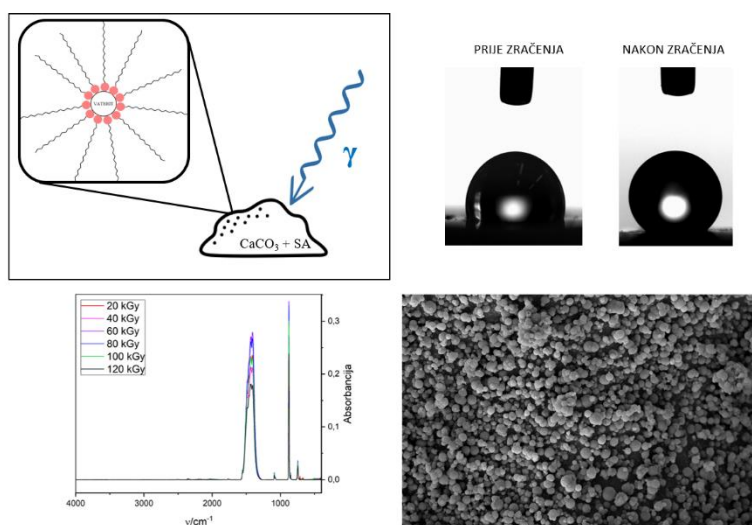 VATERIT
γ
CaCO₃ + SA
PRIJE ZRAČENJA
NAKON ZRAČENJA
20 kGy
40 kGy
60 kGy
80 kGy
100 kGy
120 kGy
0,3
0,2
0,1
0,0
Absorbancija
4000
3000
2000
1000
ν/cm⁻¹